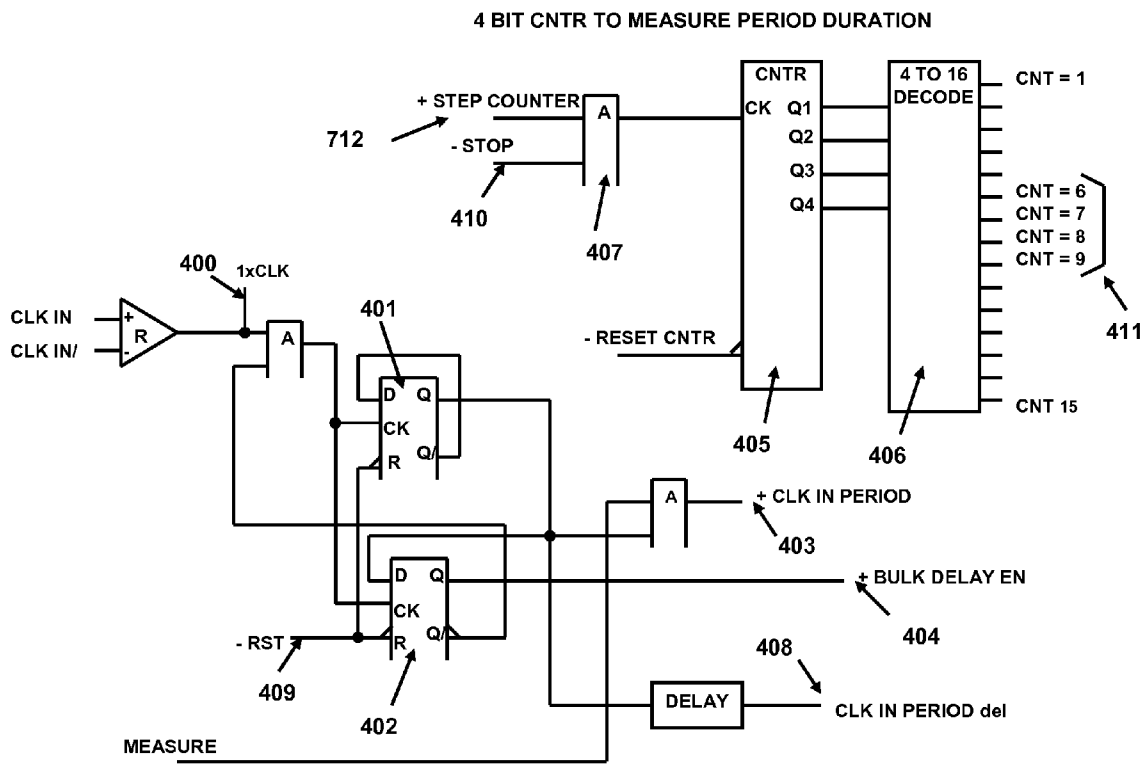 4 BIT CNTR TO MEASURE PERIOD DURATION
CNTR
4 TO 16
DECODE
CNT = 1
+ STEP COUNTER
A
CK
Q1
712
- STOP
Q2
Q3
410
407
Q4
CNT = 6
CNT = 7
CNT = 8
CNT = 9
411
400
1xCLK
401
CLK IN
+
R
A
CLK IN/
-
- RESET CNTR
D
Q
CK
Q/
R
405
406
CNT 15
A
+ CLK IN PERIOD
403
D
Q
+ BULK DELAY EN
CK
404
- RST
R
Q/
409
402
408
DELAY
CLK IN PERIOD del
MEASURE